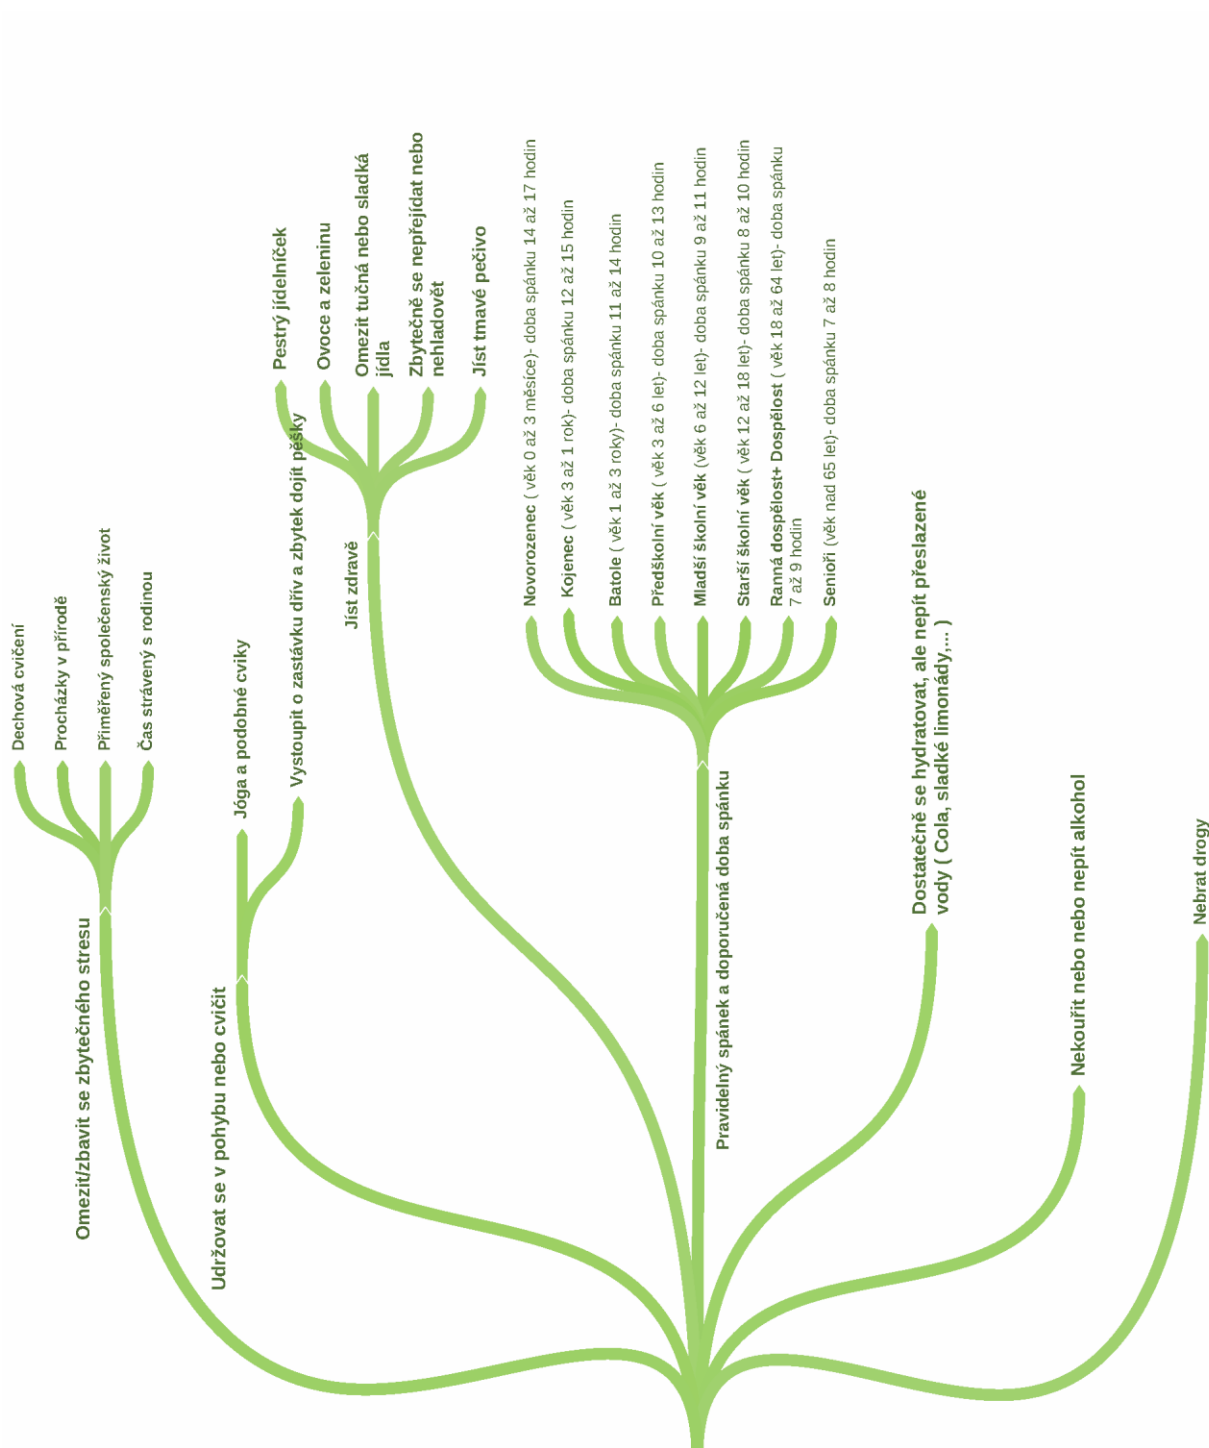 Dechová cvičení
Procházky v přírodě
Přiměřený společenský život
Čas strávený s rodinou
Omezit/zbavit se zbytečného stresu
Jóga a podobné cviky
Vystoupit o zastávku dřív a zbytek dojít pěšky
Udržovat se v pohybu nebo cvičit
Pestrý jídelníček
Ovoce a zeleninu
Omezit tučná nebo sladká
jídla
Zbytečně se nepřejídat nebo
nehladovět
Jíst tmavé pečivo
Jíst zdravě
Novorozenec ( věk 0 až 3 měsíce)- doba spánku 14 až 17 hodin
Kojenec ( věk 3 až 1 rok)- doba spánku 12 až 15 hodin
Batole ( věk 1 až 3 roky)- doba spánku 11 až 14 hodin
Předškolní věk ( věk 3 až 6 let)- doba spánku 10 až 13 hodin
Mladší školní věk (věk 6 až 12 let)- doba spánku 9 až 11 hodin
Starší školní věk ( věk 12 až 18 let)- doba spánku 8 až 10 hodin
Ranná dospělost+ Dospělost ( věk 18 až 64 let)- doba spánku
7 až 9 hodin
Senioři (věk nad 65 let)- doba spánku 7 až 8 hodin
Pravidelný spánek a doporučená doba spánku
Dostatečně se hydratovat, ale nepít přeslazené
vody ( Cola, sladké limonády,... )
Nekouřit nebo nebo nepít alkohol
Nebrat drogy